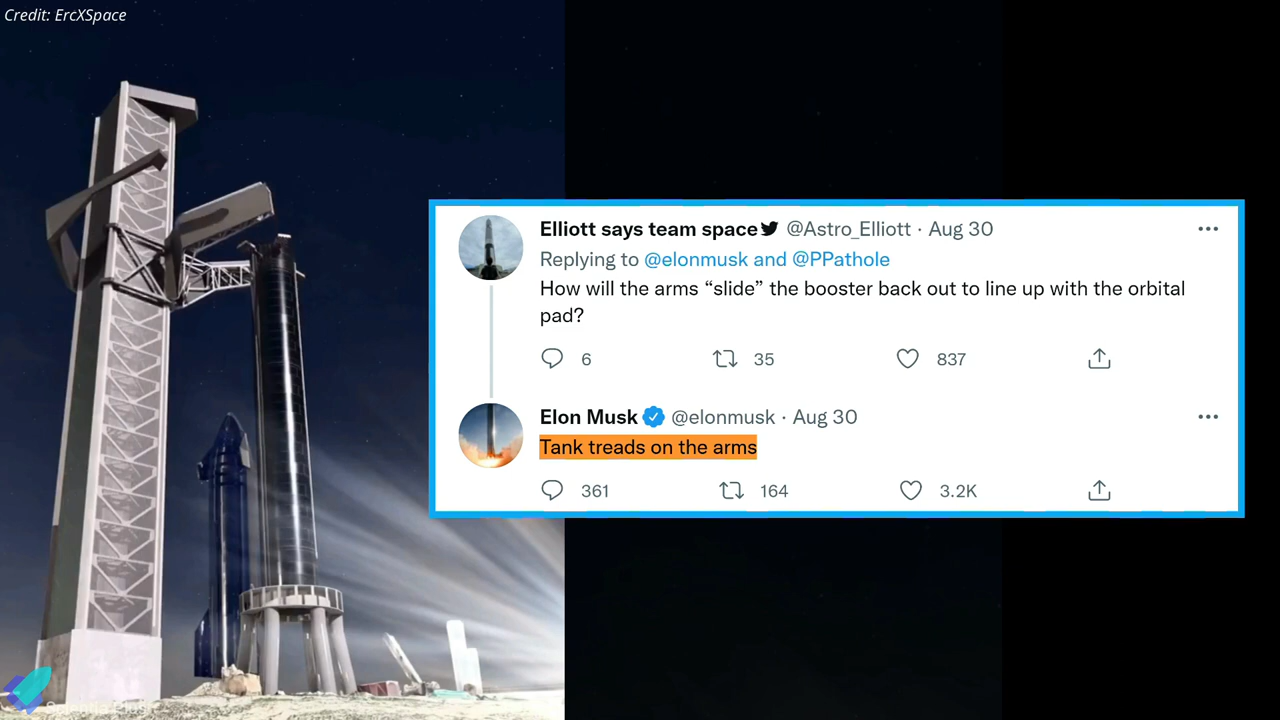 Credit: ErcXSpace
Elliott says team space @Astro_Elliott · Aug 30
Replying to @elonmusk and @PPathole
How will the arms “slide” the booster back out to line up with the orbital
pad?
6 35 837
Elon Musk @elonmusk · Aug 30
Tank treads on the arms
361 164 3.2K